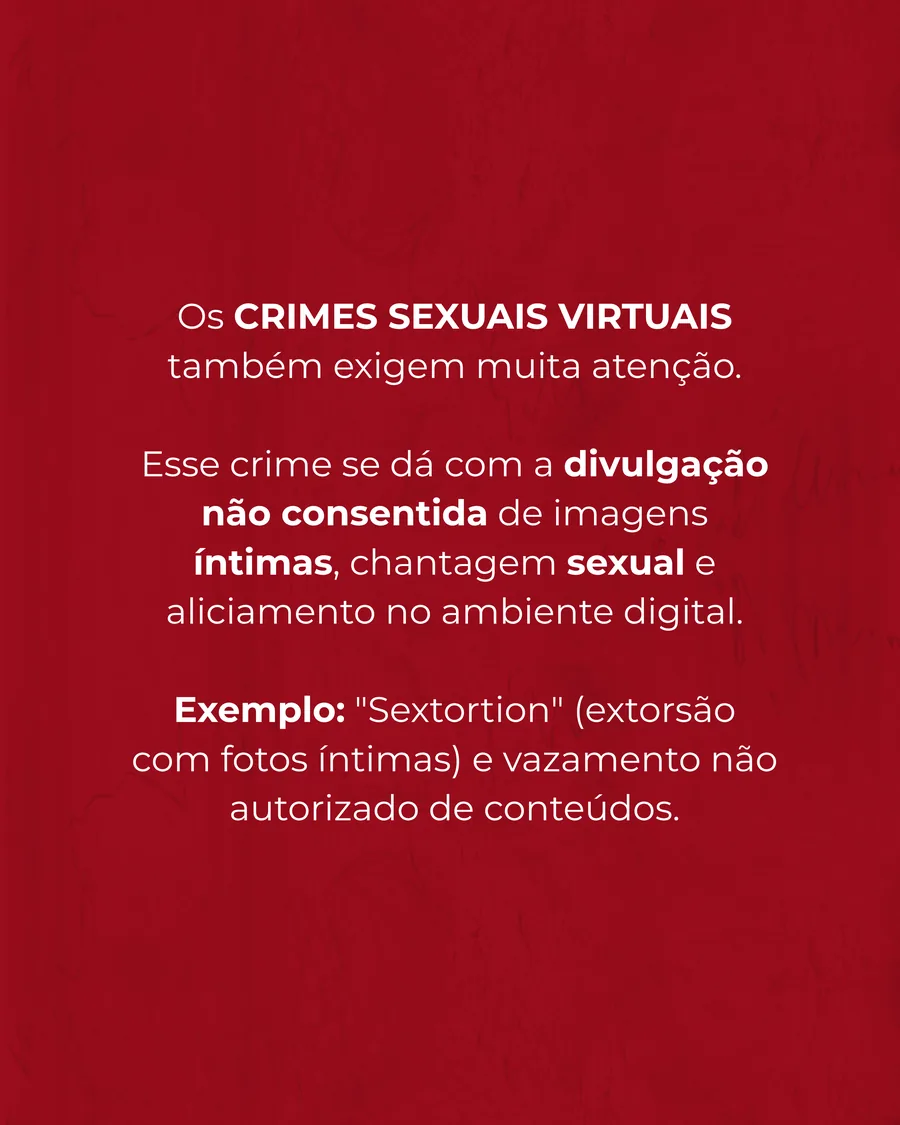 Os CRIMES SEXUAIS VIRTUAIS
também exigem muita atenção.
Esse crime se dá com a divulgação
não consentida de imagens
íntimas, chantagem sexual e
aliciamento no ambiente digital.
Exemplo: "Sextortion" (extorsão
com fotos íntimas) e vazamento não
autorizado de conteúdos.